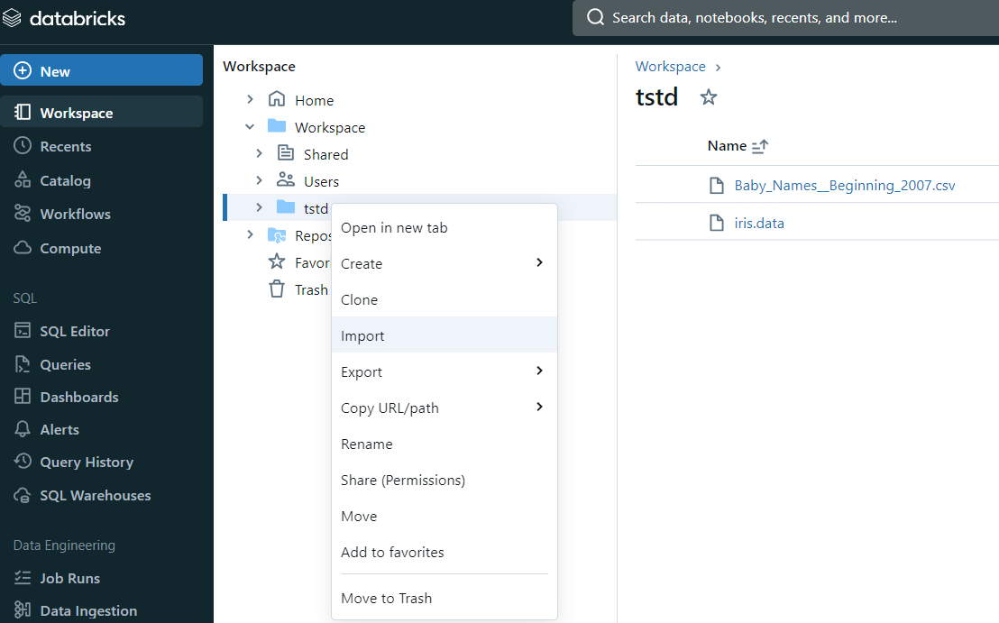 databricks
Search data, notebooks, recents, and more...
New
Workspace
Recents
Catalog
Workflows
Compute
SQL
SQL Editor
Queries
Dashboards
Alerts
Query History
SQL Warehouses
Data Engineering
Job Runs
Data Ingestion
Workspace
Home
Workspace
Shared
Users
tstd
Repos
Favori
Trash
Open in new tab
Create
Clone
Import
Export
Copy URL/path
Rename
Share (Permissions)
Move
Add to favorites
Move to Trash
Workspace ›
tstd
Name
Baby_Names__Beginning_2007.csv
iris.data